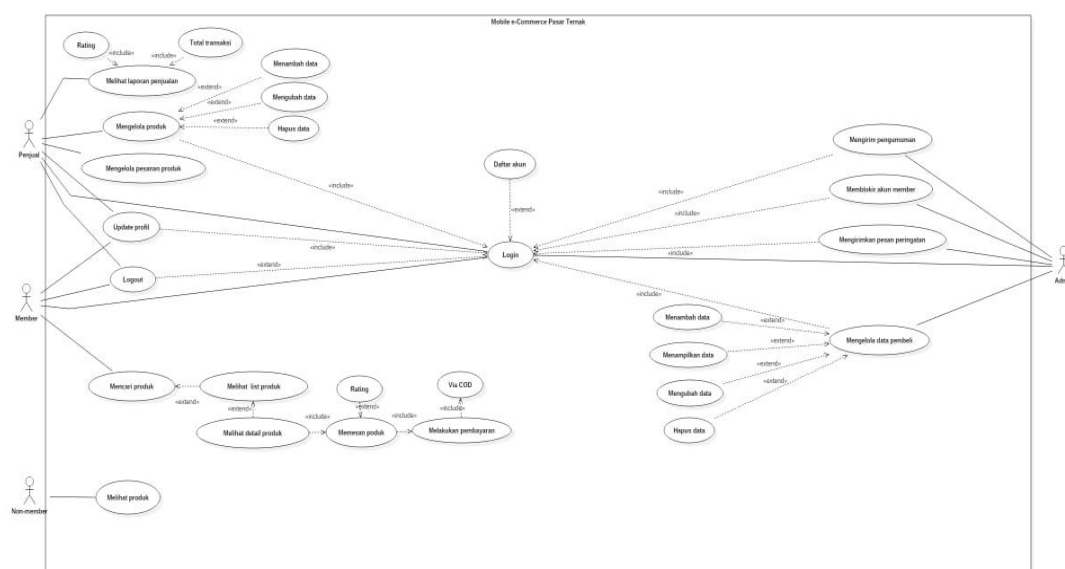 Mobile e-Commerce Pasar Ternak
Rating
Total transaksi
«include»
«include»
Melihat laporan penjualan
«extend»
Menambah data
Mengubah data
«extend»
Hapus data
«extend»
Mengelola produk
Penjual
Mengelola pesanan produk
Daftar akun
«extend»
«include»
Mengirim pengumuman
«include»
Memblokir akun member
«include»
Mengirimkan pesan peringatan
«include»
Update profil
«include»
Login
Logout
«extend»
Member
«include»
Menambah data
«extend»
Menampilkan data
«extend»
Mengelola data pembeli
Mengubah data
«extend»
Hapus data
«extend»
Mencari produk
«extend»
Melihat list produk
«extend»
Rating
«extend»
Via COD
«include»
Melihat detail produk
«include»
Memesan poduk
«include»
Melakukan pembayaran
Non-member
Melihat produk